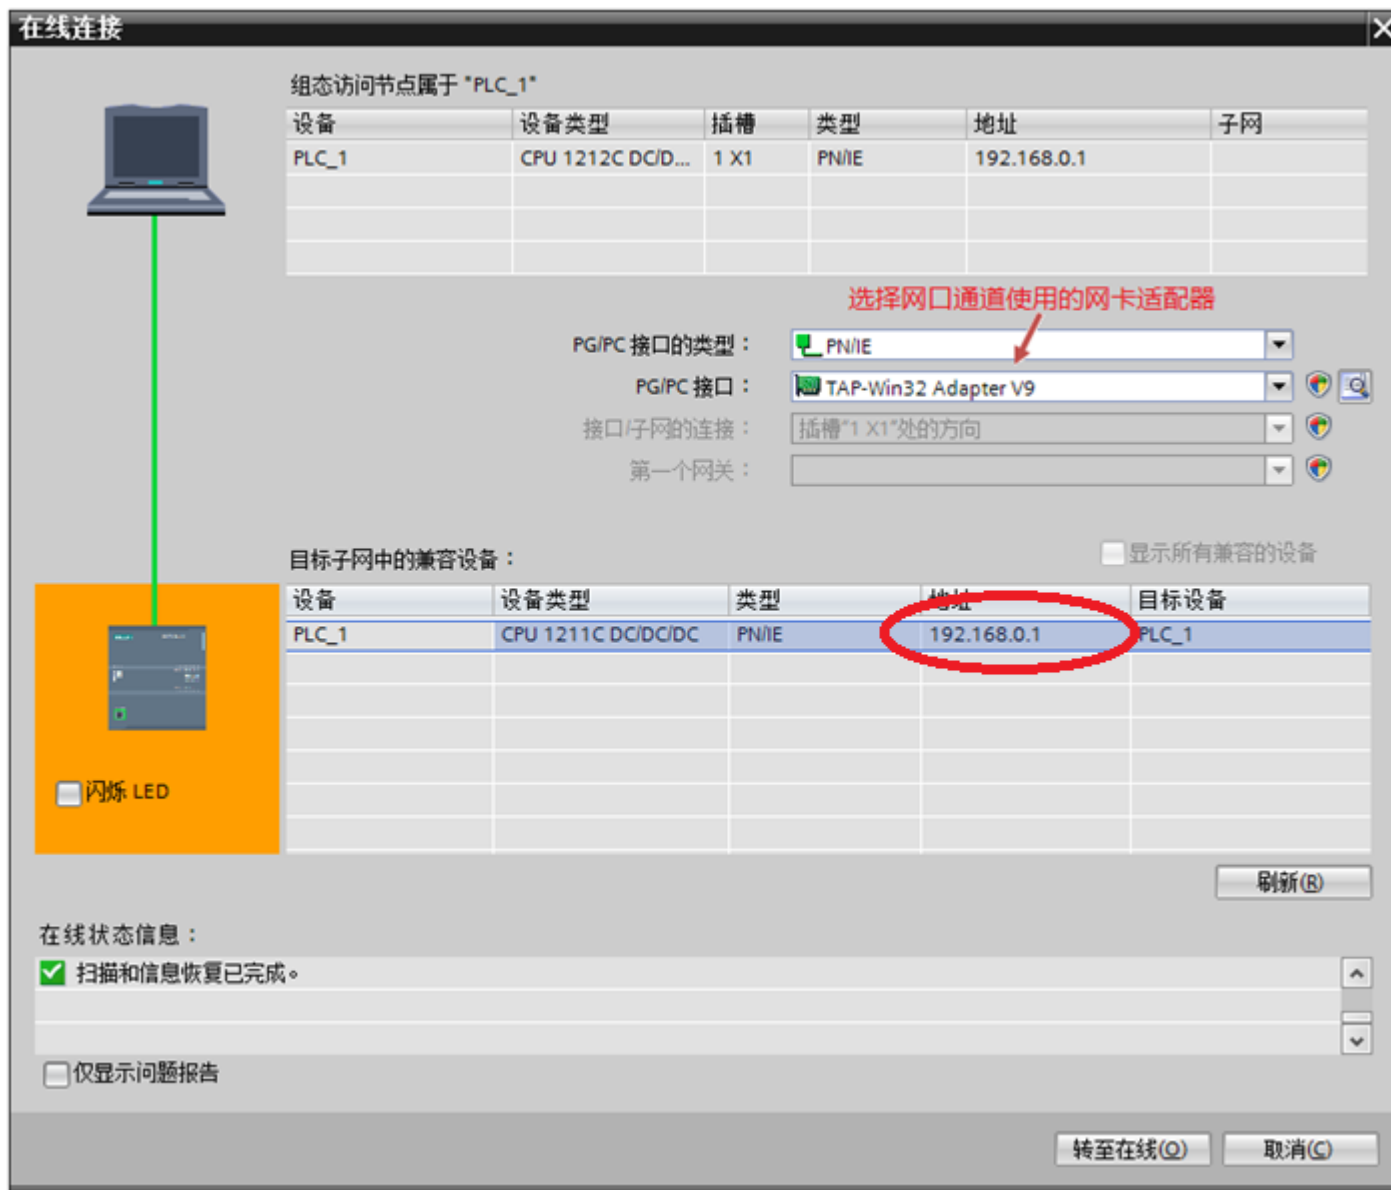 在线连接
组态访问节点属于 "PLC_1"
设备 设备类型 插槽 类型 地址 子网
PLC_1 CPU 1212C DC/D... 1 X1 PN/IE 192.168.0.1
选择网口通道使用的网卡适配器
PG/PC 接口的类型： PN/IE
PG/PC 接口： TAP-Win32 Adapter V9
接口/子网的连接： 插槽"1 X1"处的方向
第一个网关：
目标子网中的兼容设备： 显示所有兼容的设备
设备 设备类型 类型 地址 目标设备
PLC_1 CPU 1211C DC/DC/DC PN/IE 192.168.0.1 PLC_1
闪烁 LED
刷新(R)
在线状态信息：
扫描和信息恢复已完成。
仅显示问题报告
转至在线(O) 取消(C)